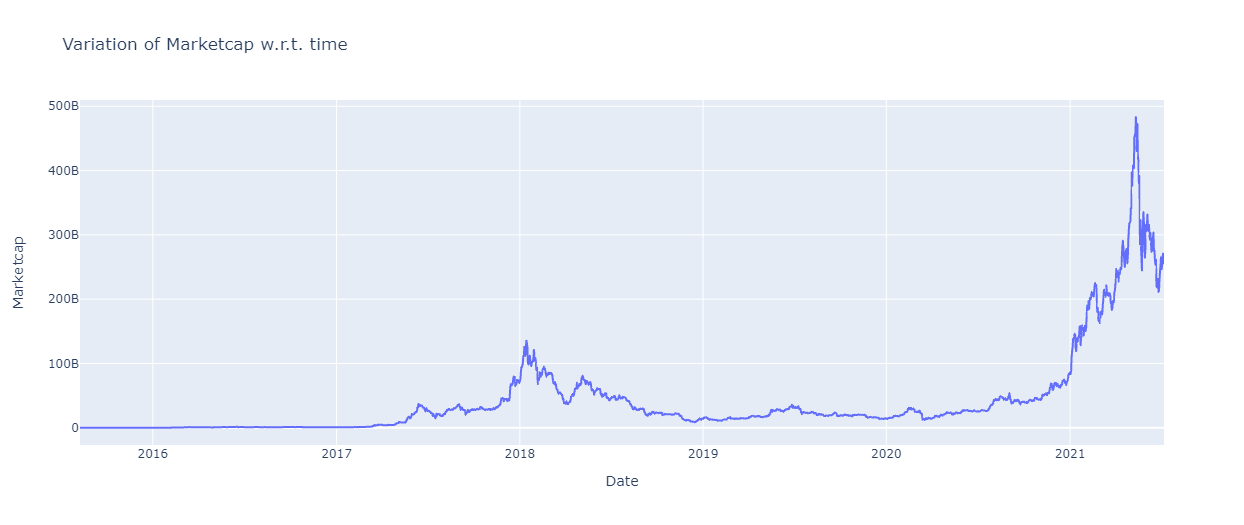 Variation of Marketcap w.r.t. time
500B
400B
300B
200B
100B
0
Marketcap
2016 2017 2018 2019 2020 2021
Date